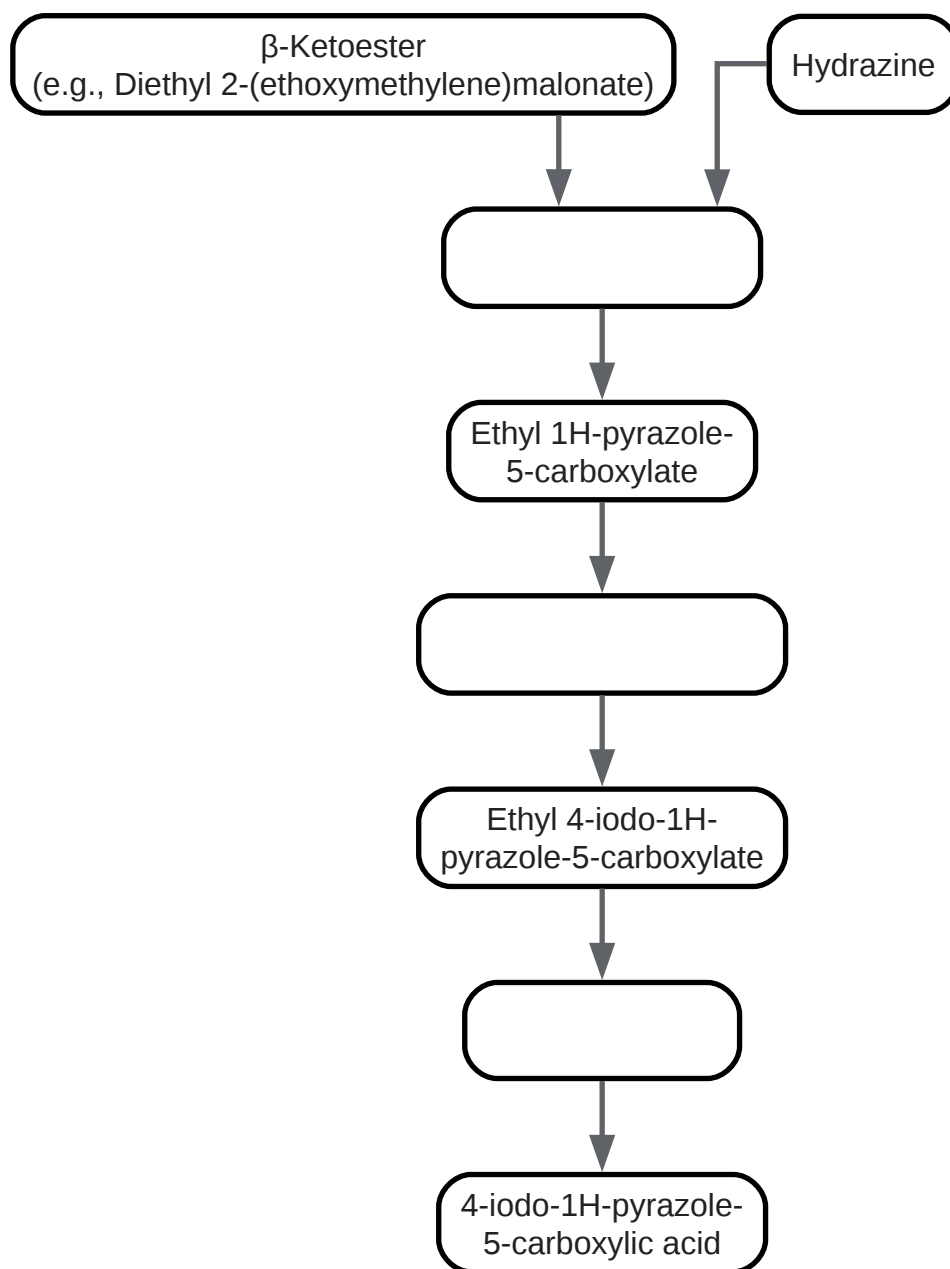 β-Ketoester
(e.g., Diethyl 2-(ethoxymethylene)malonate)
Hydrazine
Ethyl 1H-pyrazole-
5-carboxylate
Ethyl 4-iodo-1H-
pyrazole-5-carboxylate
4-iodo-1H-pyrazole-
5-carboxylic acid